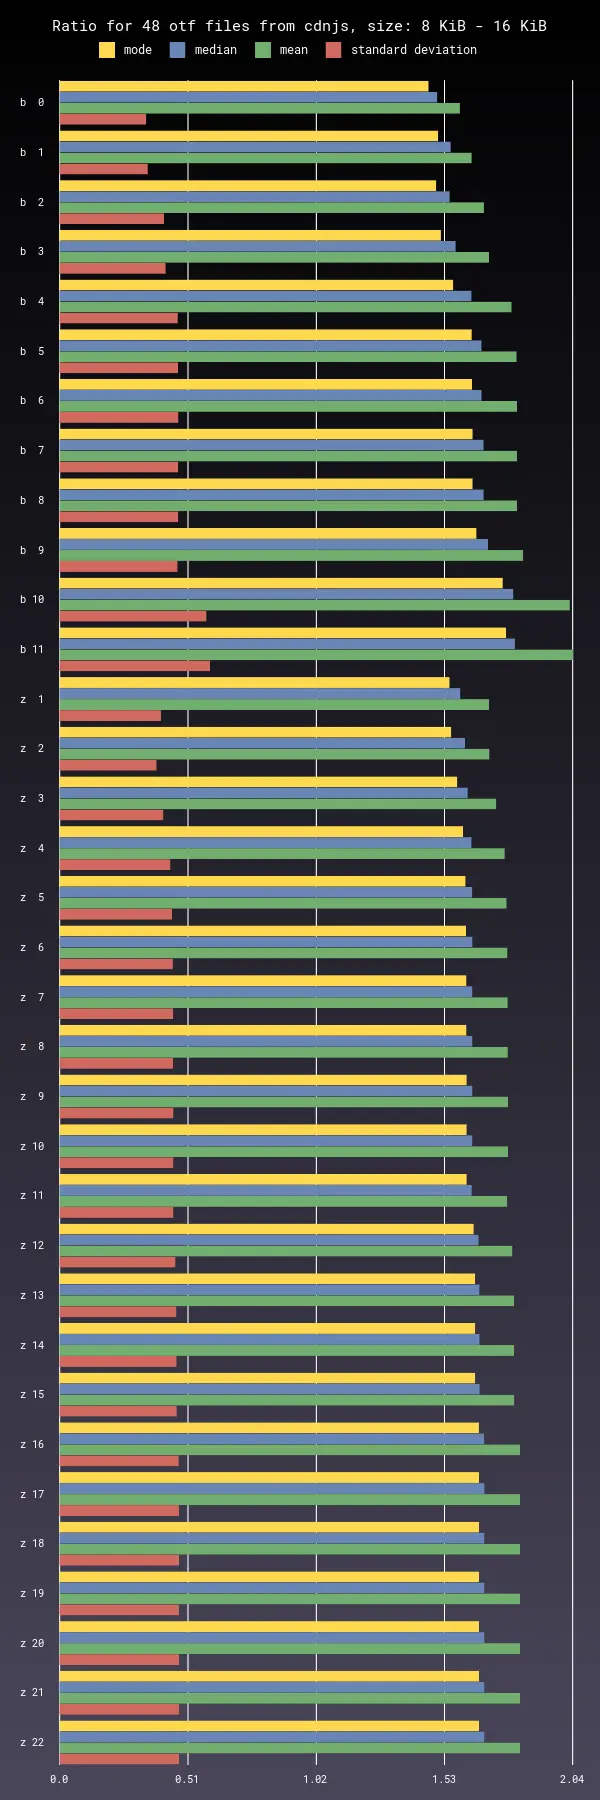 Ratio for 48 otf files from cdnjs, size: 8 KiB - 16 KiB
mode median mean standard deviation
b 0
b 1
b 2
b 3
b 4
b 5
b 6
b 7
b 8
b 9
b 10
b 11
z 1
z 2
z 3
z 4
z 5
z 6
z 7
z 8
z 9
z 10
z 11
z 12
z 13
z 14
z 15
z 16
z 17
z 18
z 19
z 20
z 21
z 22
0.0 0.51 1.02 1.53 2.04